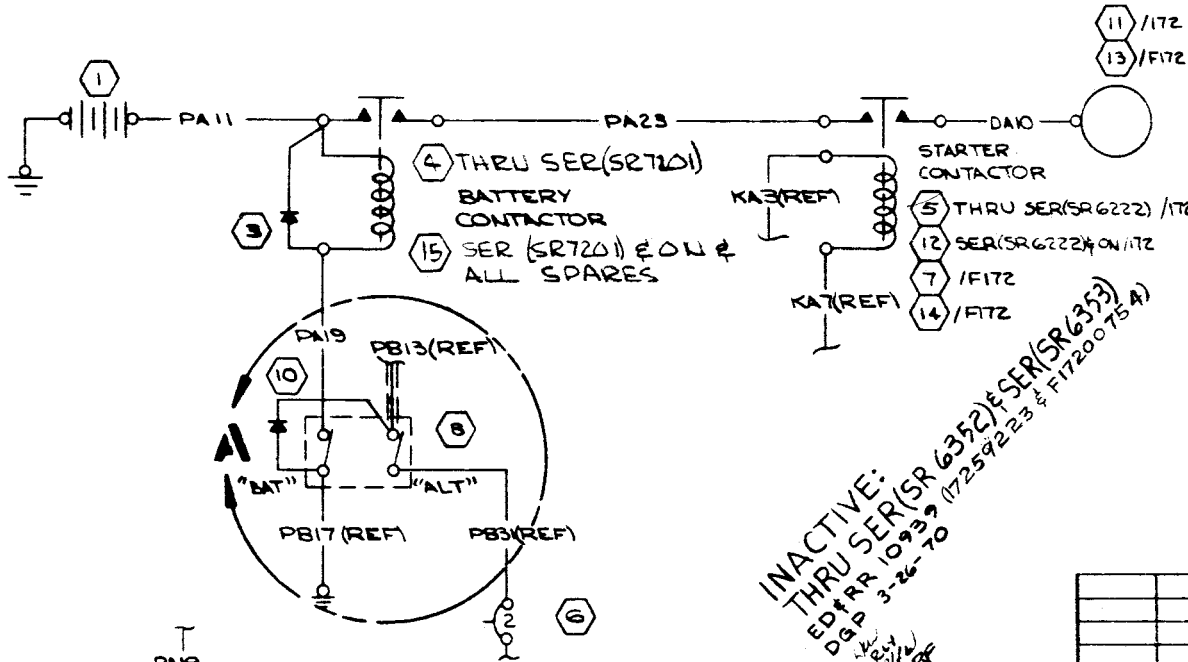 11 /172
13 /F172
1
PA11
PA23
DA10
4 THRU SER(SR7201)
BATTERY
CONTACTOR
3
15 SER (SR7201) & ON &
ALL SPARES
KA3(REF)
STARTER
CONTACTOR
5 THRU SER(SR6222) /172
12 SER(SR6222)& ON /172
7 /F172
KA7(REF)
14 /F172
PA19
PB13(REF)
10
8
A
"BAT"
"ALT"
PB17 (REF)
PB31(REF)
2
6
INACTIVE:
THRU SER(SR 6352) & SER(SR6353)
ED&RR 10939 (17259223 & F17200754)
DGP 3-26-70